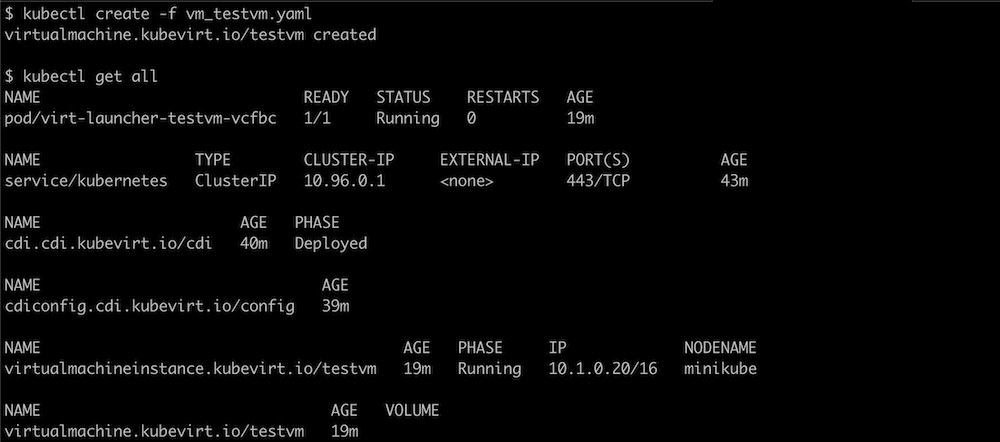 $ kubectl create -f vm_testvm.yaml
virtualmachine.kubevirt.io/testvm created
$ kubectl get all
NAME READY STATUS RESTARTS AGE
pod/virt-launcher-testvm-vcfbc 1/1 Running 0 19m
NAME TYPE CLUSTER-IP EXTERNAL-IP PORT(S) AGE
service/kubernetes ClusterIP 10.96.0.1 <none> 443/TCP 43m
NAME AGE PHASE
cdi.cdi.kubevirt.io/cdi 40m Deployed
NAME AGE
cdiconfig.cdi.kubevirt.io/config 39m
NAME AGE PHASE IP NODENAME
virtualmachineinstance.kubevirt.io/testvm 19m Running 10.1.0.20/16 minikube
NAME AGE VOLUME
virtualmachine.kubevirt.io/testvm 19m